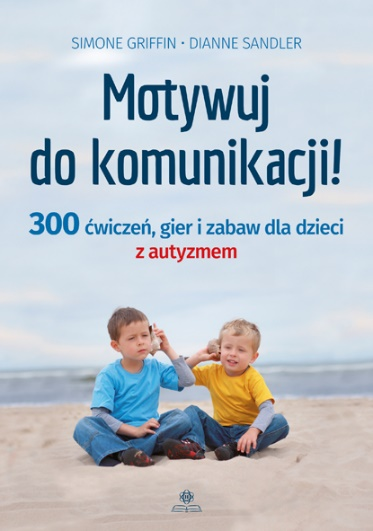 SIMONE GRIFFIN • DIANNE SANDLER
Motywuj
do komunikacji!
300 ćwiczeń, gier i zabaw dla dzieci
z autyzmem